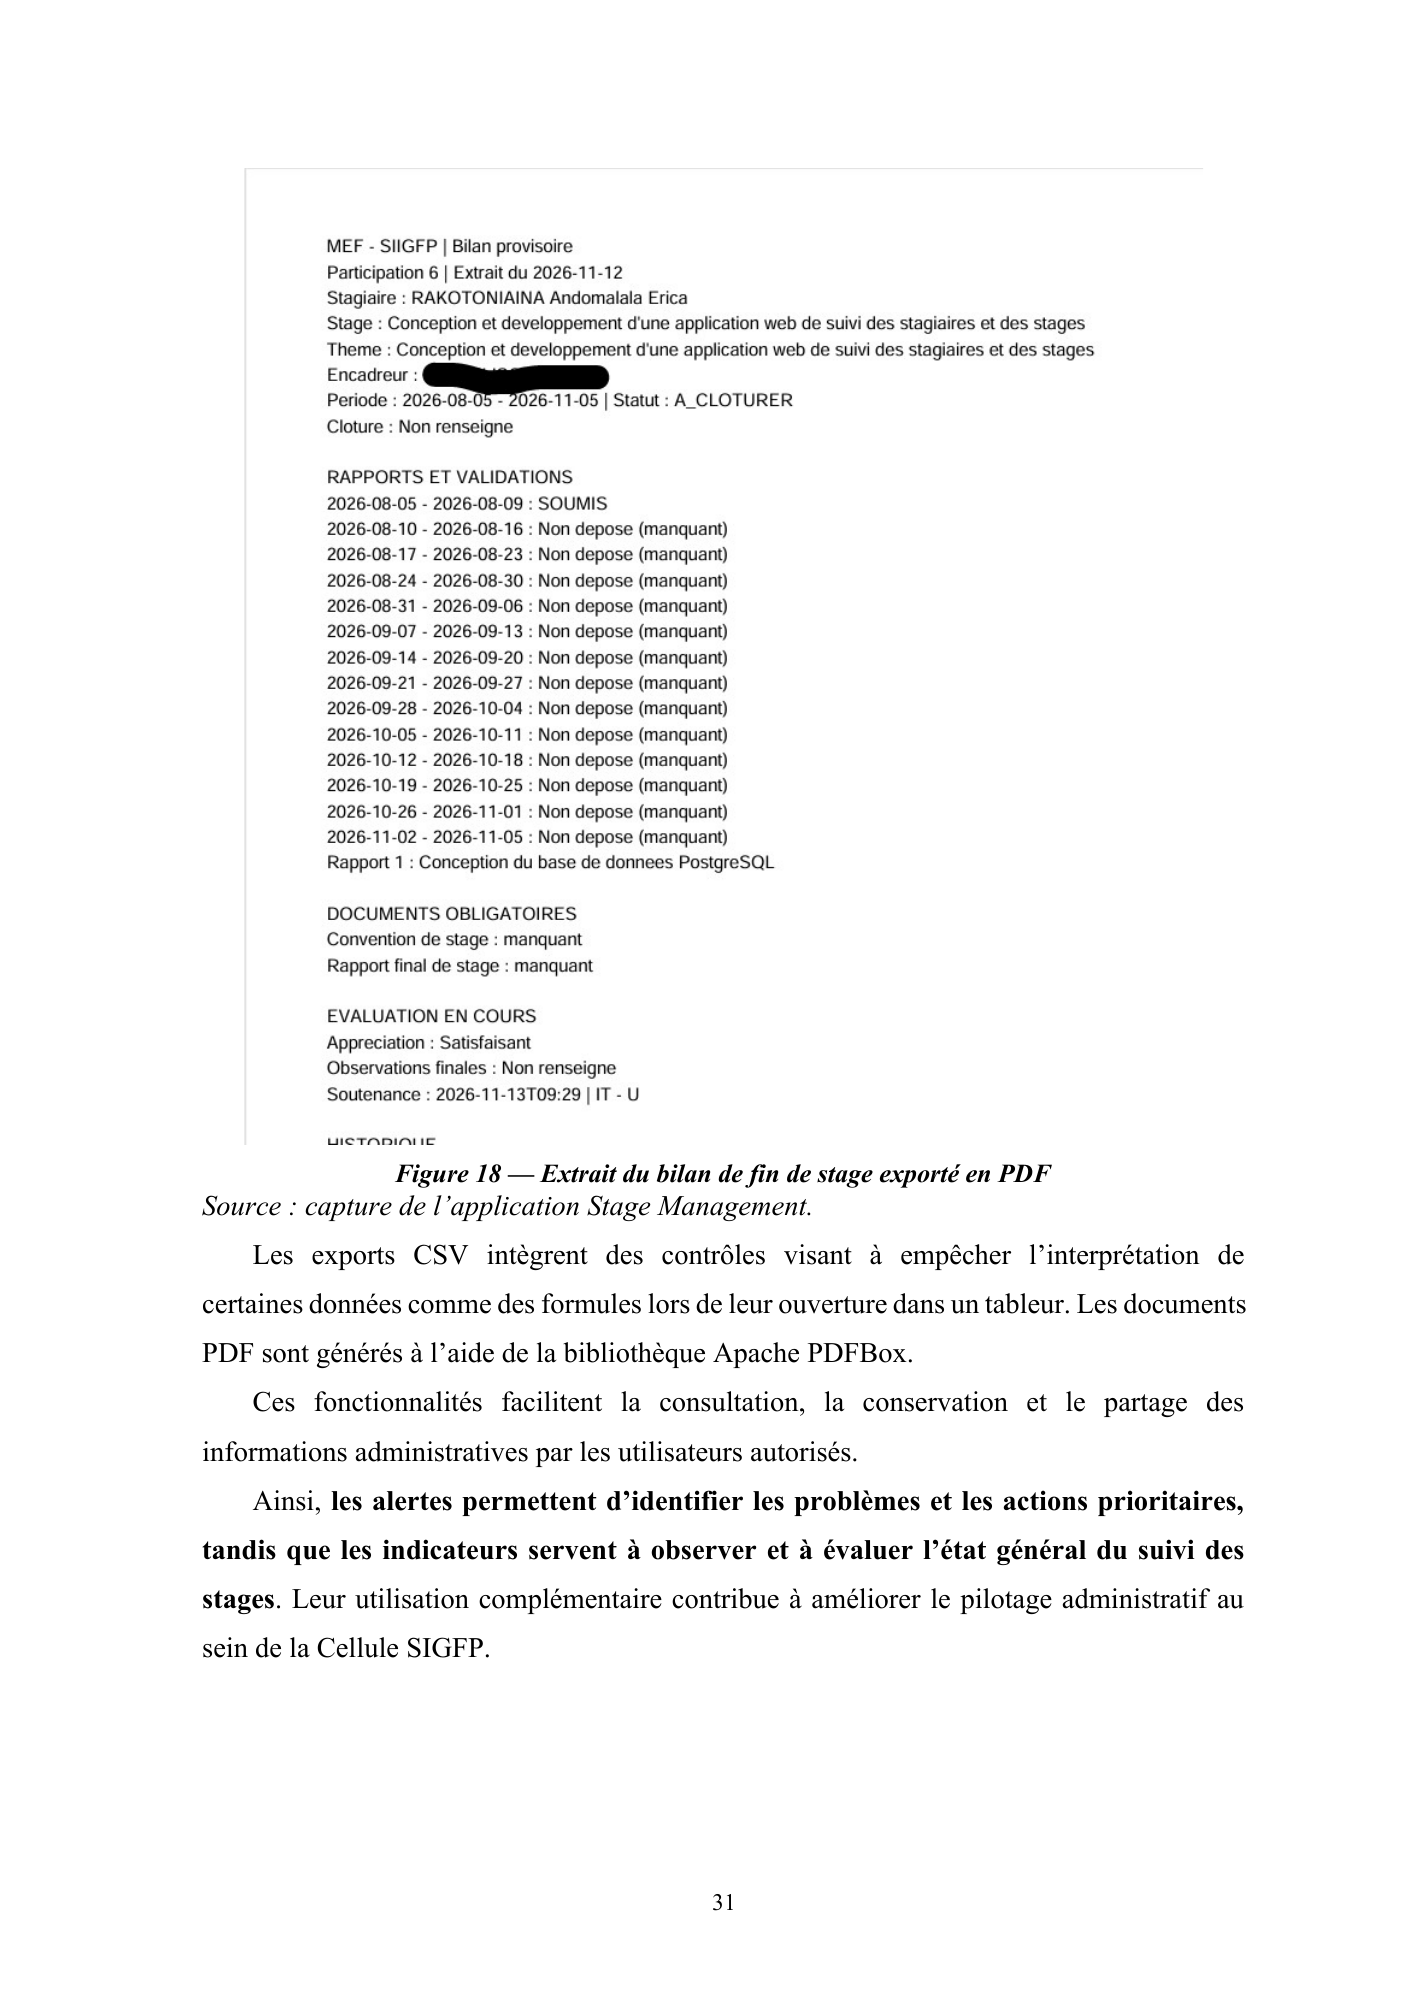 MEF - SIIGFP | Bilan provisoire
Participation 6 | Extrait du 2026-11-12
Stagiaire : RAKOTONIAINA Andomalala Erica
Stage : Conception et developpement d'une application web de suivi des stagiaires et des stages
Theme : Conception et developpement d'une application web de suivi des stagiaires et des stages
Encadreur :
Periode : 2026-08-05 - 2026-11-05 | Statut : A_CLOTURER
Cloture : Non renseigne
RAPPORTS ET VALIDATIONS
2026-08-05 - 2026-08-09 : SOUMIS
2026-08-10 - 2026-08-16 : Non depose (manquant)
2026-08-17 - 2026-08-23 : Non depose (manquant)
2026-08-24 - 2026-08-30 : Non depose (manquant)
2026-08-31 - 2026-09-06 : Non depose (manquant)
2026-09-07 - 2026-09-13 : Non depose (manquant)
2026-09-14 - 2026-09-20 : Non depose (manquant)
2026-09-21 - 2026-09-27 : Non depose (manquant)
2026-09-28 - 2026-10-04 : Non depose (manquant)
2026-10-05 - 2026-10-11 : Non depose (manquant)
2026-10-12 - 2026-10-18 : Non depose (manquant)
2026-10-19 - 2026-10-25 : Non depose (manquant)
2026-10-26 - 2026-11-01 : Non depose (manquant)
2026-11-02 - 2026-11-05 : Non depose (manquant)
Rapport 1 : Conception du base de donnees PostgreSQL
DOCUMENTS OBLIGATOIRES
Convention de stage : manquant
Rapport final de stage : manquant
EVALUATION EN COURS
Appreciation : Satisfaisant
Observations finales : Non renseigne
Soutenance : 2026-11-13T09:29 | IT - U
HISTORIQUE
Figure 18 — Extrait du bilan de fin de stage exporté en PDF
Source : capture de l’application Stage Management.
Les exports CSV intègrent des contrôles visant à empêcher l’interprétation de
certaines données comme des formules lors de leur ouverture dans un tableur. Les documents
PDF sont générés à l’aide de la bibliothèque Apache PDFBox.
Ces fonctionnalités facilitent la consultation, la conservation et le partage des
informations administratives par les utilisateurs autorisés.
Ainsi, les alertes permettent d’identifier les problèmes et les actions prioritaires,
tandis que les indicateurs servent à observer et à évaluer l’état général du suivi des
stages. Leur utilisation complémentaire contribue à améliorer le pilotage administratif au
sein de la Cellule SIGFP.
31